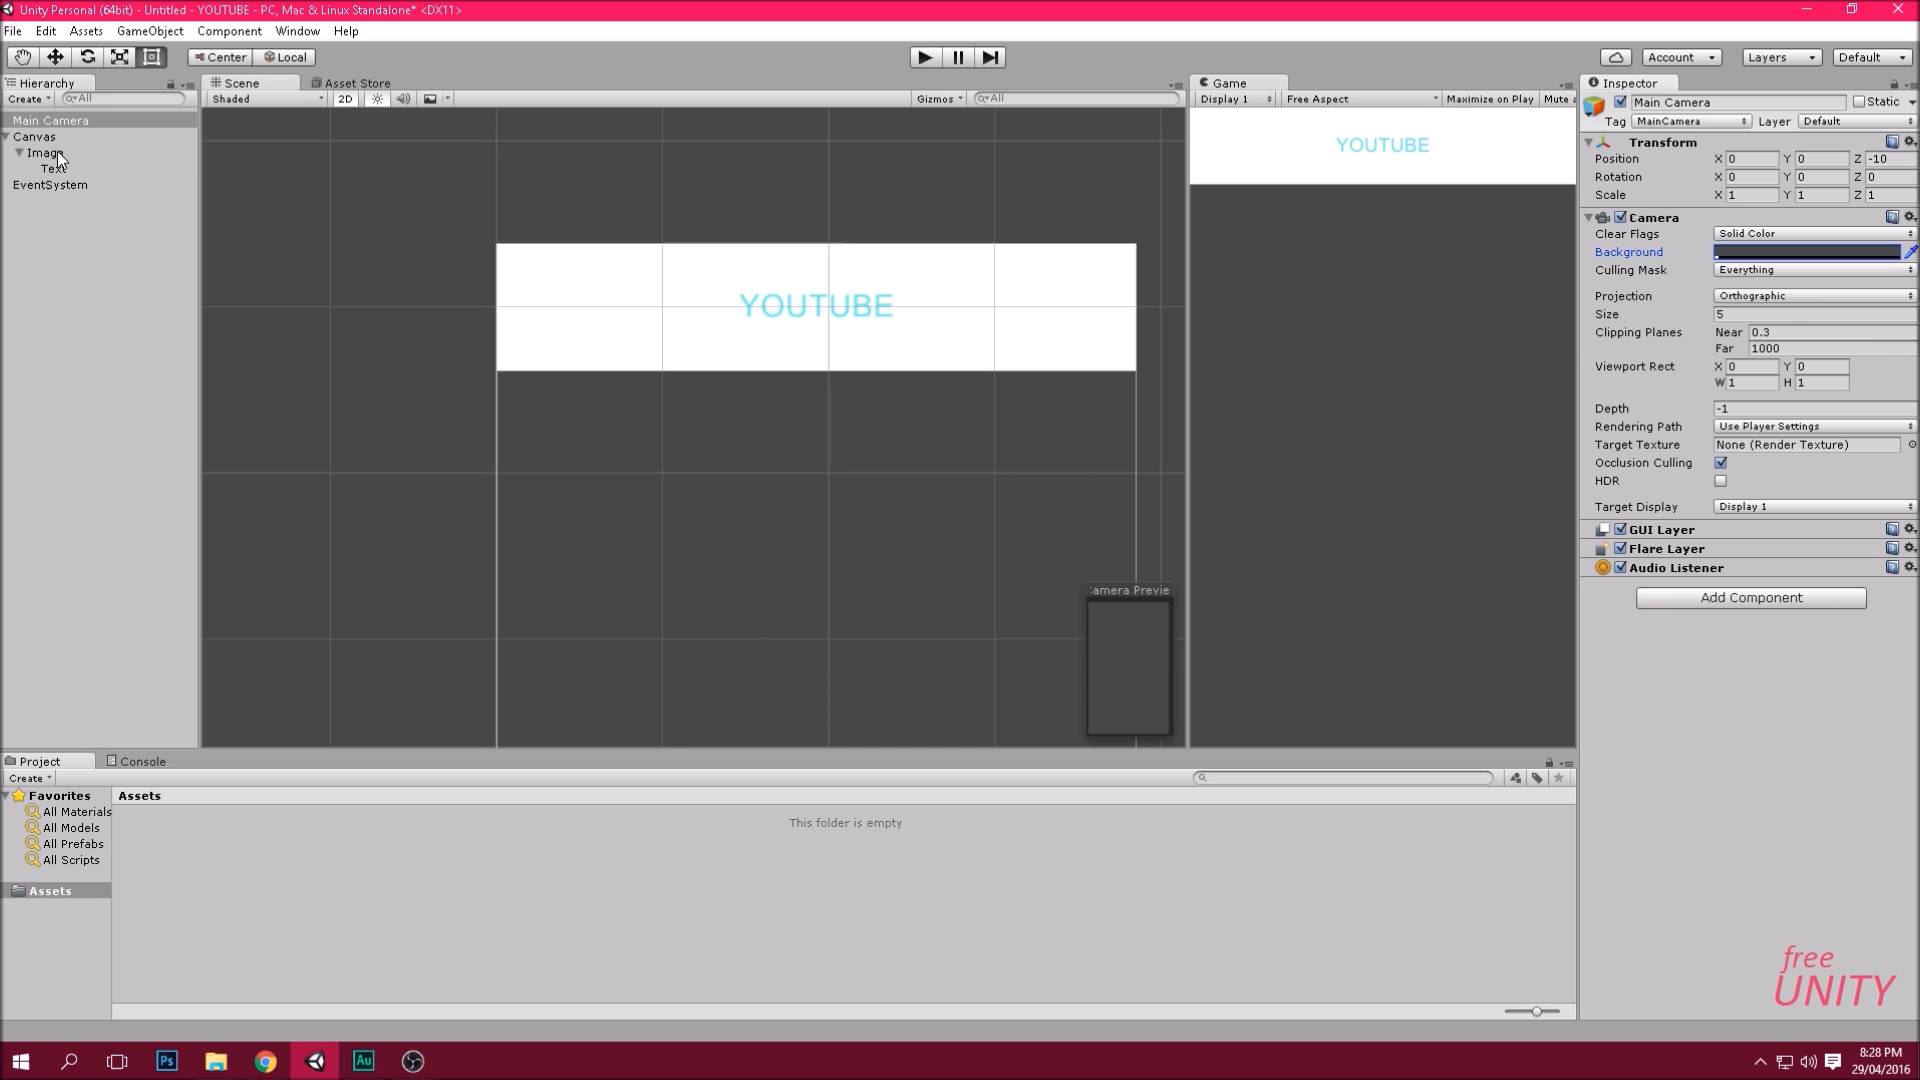 Unity Personal (64bit) - Untitled - YOUTUBE - PC, Mac & Linux Standalone* <DX11>
File Edit Assets GameObject Component Window Help
Center Local Account Layers Default
Hierarchy Scene Asset Store Game Inspector
Create All Shaded 2D Gizmos All Display 1 Free Aspect Maximize on Play Mute Main Camera Static
Tag MainCamera Layer Default
Main Camera
Canvas
Image
Text
EventSystem
YOUTUBE
YOUTUBE
:amera Previe
Transform
Position X 0 Y 0 Z -10
Rotation X 0 Y 0 Z 0
Scale X 1 Y 1 Z 1
Camera
Clear Flags Solid Color
Background
Culling Mask Everything
Projection Orthographic
Size 5
Clipping Planes Near 0.3
Far 1000
Viewport Rect X 0 Y 0
W 1 H 1
Depth -1
Rendering Path Use Player Settings
Target Texture None (Render Texture)
Occlusion Culling
HDR
Target Display Display 1
GUI Layer
Flare Layer
Audio Listener
Add Component
Project Console
Create
Favorites
All Materials
All Models
All Prefabs
All Scripts
Assets
Assets
This folder is empty
free
UNITY
Ps Au
8:28 PM
29/04/2016